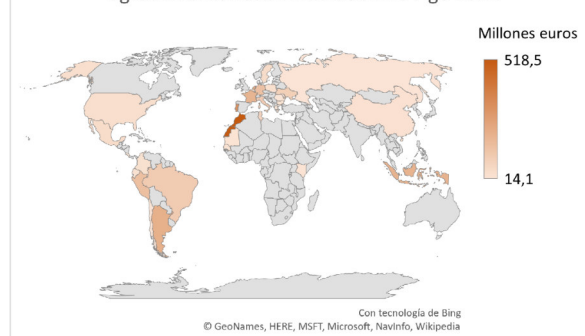 Millones euros
518,5
14,1
Con tecnología de Bing
© GeoNames, HERE, MSFT, Microsoft, NavInfo, Wikipedia